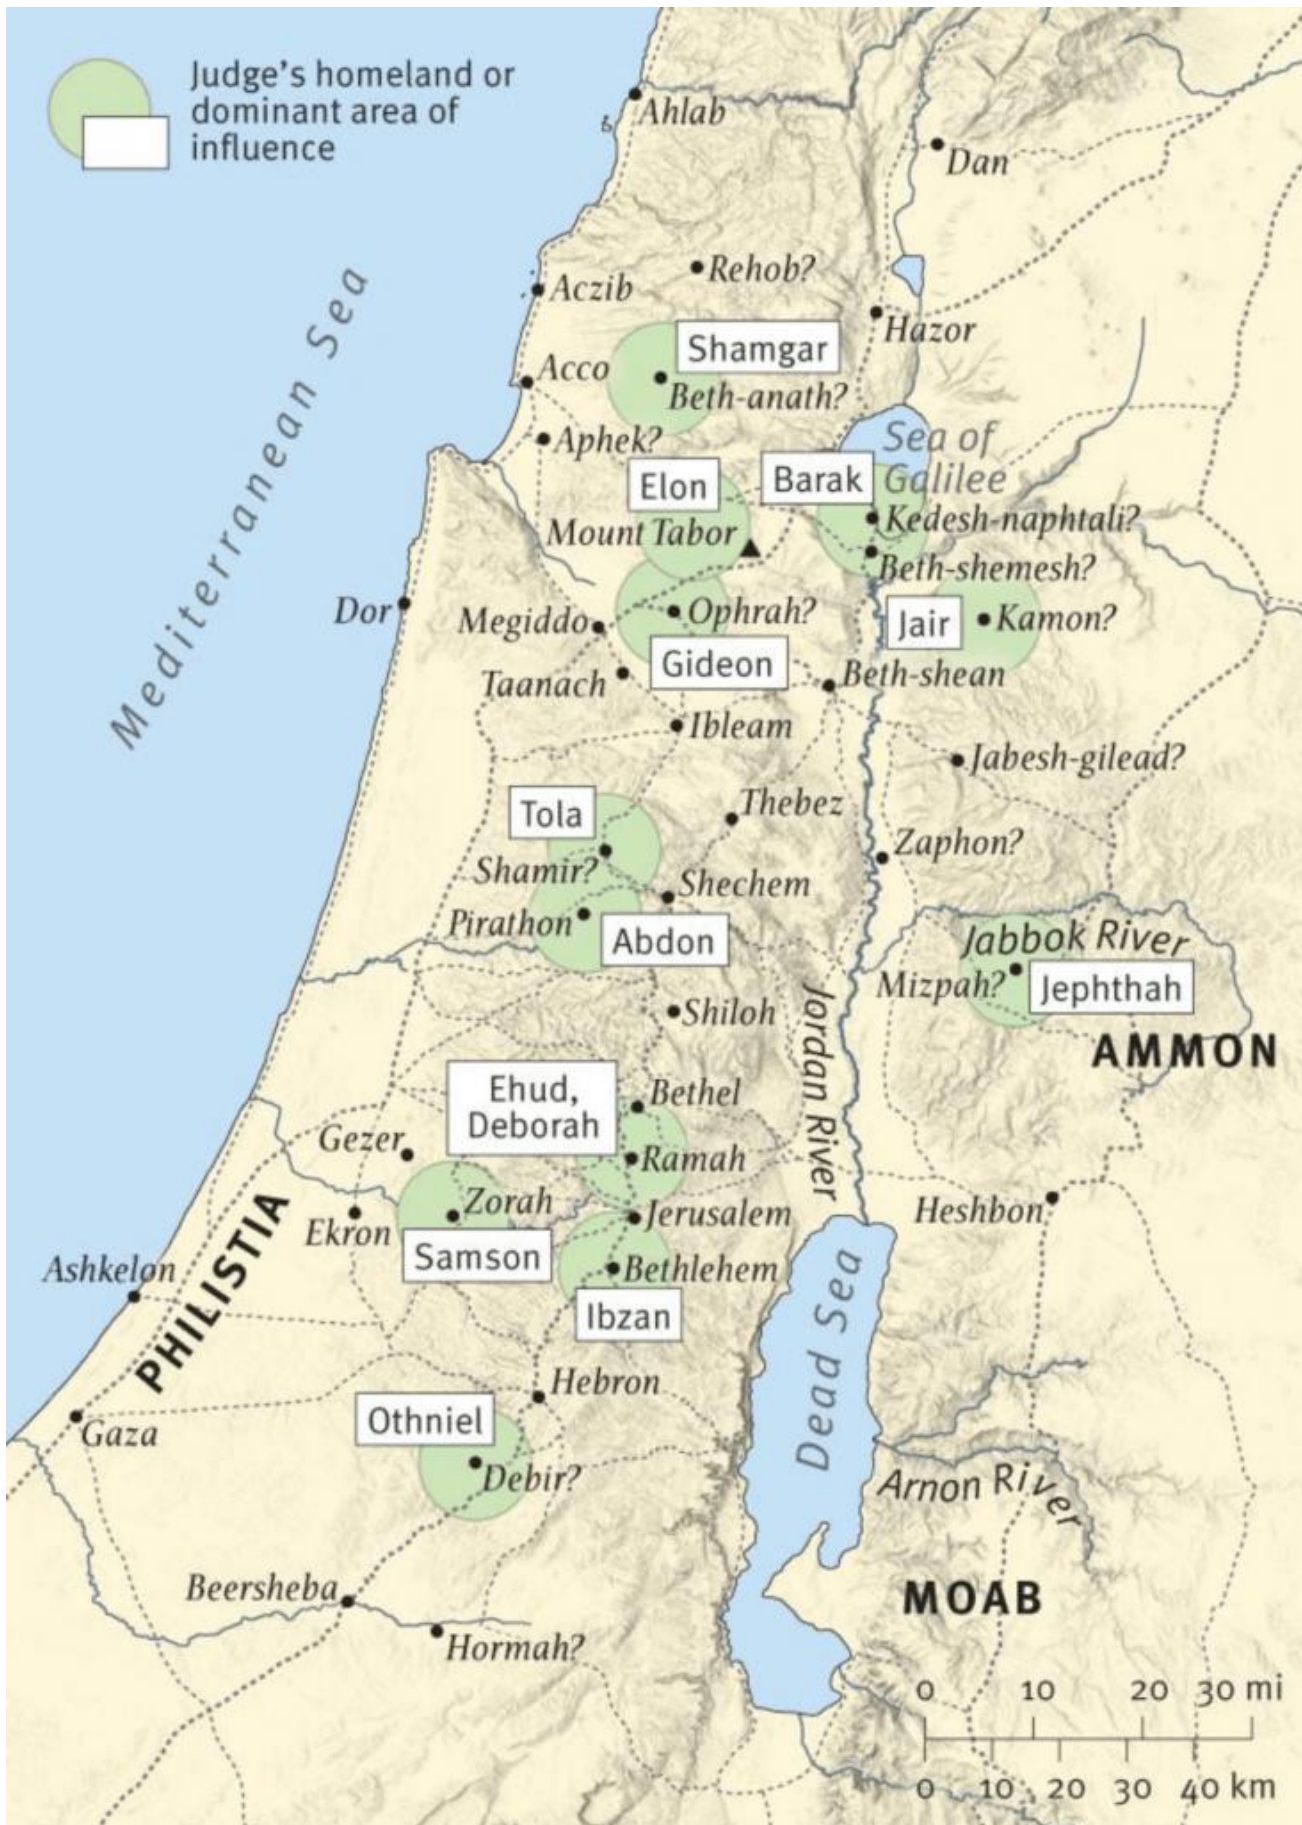 Judge's homeland or
dominant area of
influence
Ahlab
Dan
Mediterranean Sea
Rehob?
Aczib
Hazor
Shamgar
Acco
Beth-anath?
Aphek?
Sea of
Galilee
Elon
Barak
Kedesh-naphtali?
Mount Tabor
Beth-shemesh?
Dor
Megiddo
Ophrah?
Jair
Kamon?
Gideon
Taanach
Beth-shean
Ibleam
Jabesh-gilead?
Tola
Thebez
Zaphon?
Shamir?
Shechem
Pirathon
Abdon
Jabbok River
Mizpah?
Jephthah
Shiloh
Jordan River
AMMON
Ehud,
Deborah
Bethel
Gezer
Ramah
Zorah
Jerusalem
Heshbon
Ekron
Samson
PHILISTIA
Ashkelon
Bethlehem
Ibzan
Dead Sea
Hebron
Othniel
Gaza
Debir?
Arnon River
Beersheba
MOAB
Hormah?
0 10 20 30 mi
0 10 20 30 40 km